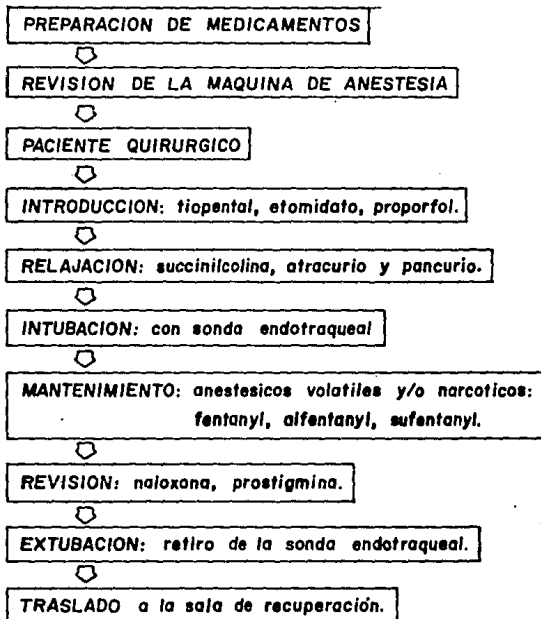 PREPARACION DE MEDICAMENTOS
REVISION DE LA MAQUINA DE ANESTESIA
PACIENTE QUIRURGICO
INTRODUCCION: tiopental, etomidato, proporfol.
RELAJACION: succinilcolina, atracurio y pancurio.
INTUBACION: con sonda endotraqueal
MANTENIMIENTO: anestesicos volatiles y/o narcoticos:
fentanyl, alfentanyl, sufentanyl.
REVISION: naloxona, prostigmina.
EXTUBACION: retiro de la sonda endotraqueal.
TRASLADO a la sala de recuperación.